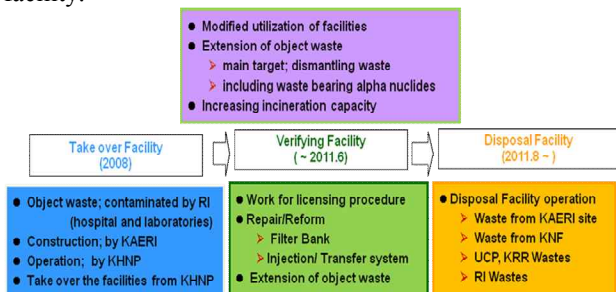 facility.
● Modified utilization of facilities
● Extension of object waste
➢ main target; dismantling waste
➢ including waste bearing alpha nuclides
● Increasing incineration capacity
Take over Facility
(2008)
Verifying Facility
( ~ 2011.6)
Disposal Facility
(2011.8 ~ )
● Object waste; contaminated by RI
(hospital and laboratories)
● Construction; by KAERI
● Operation; by KHNP
● Take over the facilities from KHNP
● Work for licensing procedure
● Repair/Reform
➢ Filter Bank
➢ Injection/ Transfer system
● Extension of object waste
● Disposal Facility operation
➢ Waste from KAERI site
➢ Waste from KNF
➢ UCP, KRR Wastes
➢ RI Wastes